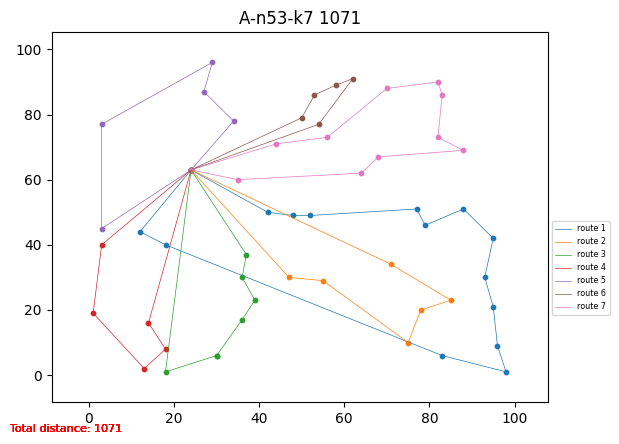 A-n53-k7 1071
100
80
60
40
20
0
0 20 40 60 80 100
route 1
route 2
route 3
route 4
route 5
route 6
route 7
Total distance: 1071